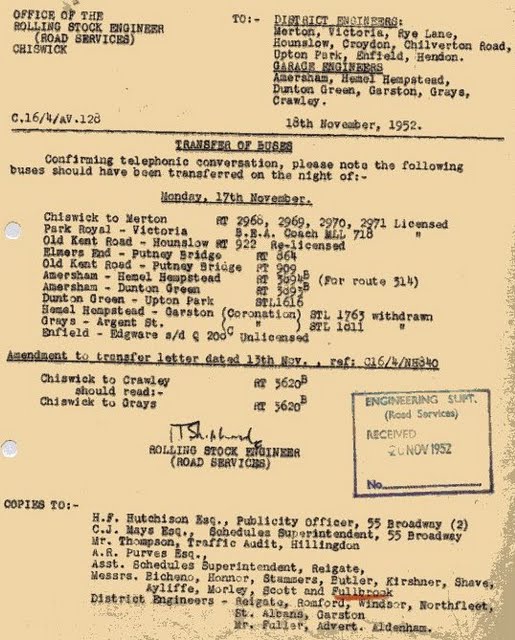 OFFICE OF THE
ROLLING STOCK ENGINEER
(ROAD SERVICES)
CHISWICK
TO:- DISTRICT ENGINEERS:
Merton, Victoria, Rye Lane,
Hounslow, Croydon, Chilverton Road,
Upton Park, Enfield, Hendon.
GARAGE ENGINEERS
Amersham, Hemel Hempstead,
Dunton Green, Garston, Grays,
Crawley.
C.16/4/AV.128
18th November, 1952.
TRANSFER OF BUSES
Confirming telephonic conversation, please note the following
buses should have been transferred on the night of:-
Monday, 17th November.
Chiswick to Merton RT 2968, 2969, 2970, 2971 Licensed
Park Royal - Victoria B.E.A. Coach MLL 718 "
Old Kent Road - Hounslow RT 922 Re-licensed
Elmers End - Putney Bridge RT 864
Old Kent Road - Putney Bridge RT 909
Amersham - Hemel Hempstead RT 3094B (For route 314)
Amersham - Dunton Green RT 3093B
Dunton Green - Upton Park STL1616
Hemel Hempstead - Garston (Coronation) STL 1763 withdrawn
Grays - Argent St. ( " ) STL 1811 "
Enfield - Edgware s/d Q 200C Unlicensed
Amendment to transfer letter dated 13th Nov., ref: C16/4/NH840
Chiswick to Crawley RT 5620B
should read:-
Chiswick to Grays RT 5620B
ROLLING STOCK ENGINEER
(ROAD SERVICES)
ENGINEERING SUPT.
(Road Services)
RECEIVED
20 NOV 1952
No.
COPIES TO:-
H.F. Hutchison Esq., Publicity Officer, 55 Broadway (2)
C.J. Mays Esq., Schedules Superintendent, 55 Broadway
Mr. Thompson, Traffic Audit, Hillingdon
A.R. Purves Esq.,
Asst. Schedules Superintendent, Reigate,
Messrs. Bicheno, Honnor, Stammers, Butler, Kirshner, Shave,
Ayliffe, Morley, Scott and Fullbrook
District Engineers - Reigate, Romford, Windsor, Northfleet,
St. Albans, Garston
Mr. Fuller, Advert. Aldenham.